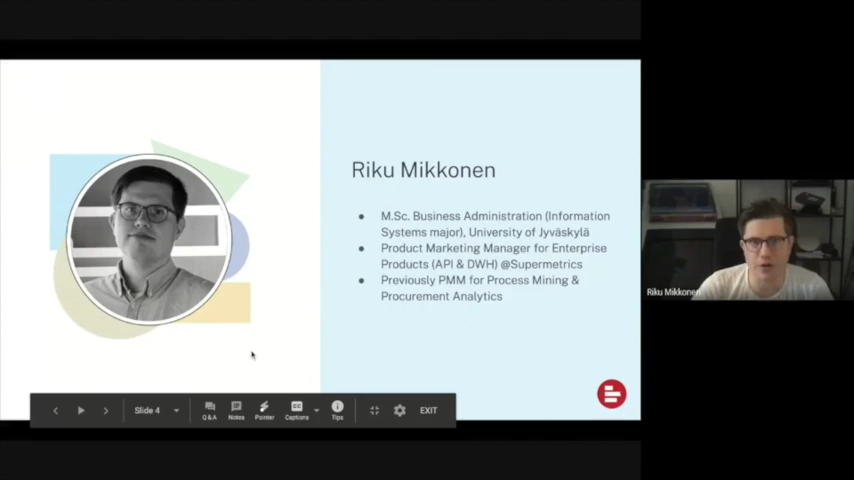 Riku Mikkonen
● M.Sc. Business Administration (Information
Systems major), University of Jyväskylä
● Product Marketing Manager for Enterprise
Products (API & DWH) @Supermetrics
● Previously PMM for Process Mining &
Procurement Analytics
Riku Mikkonen
Slide 4
CC
Q&A Notes Pointer Captions Tips
EXIT